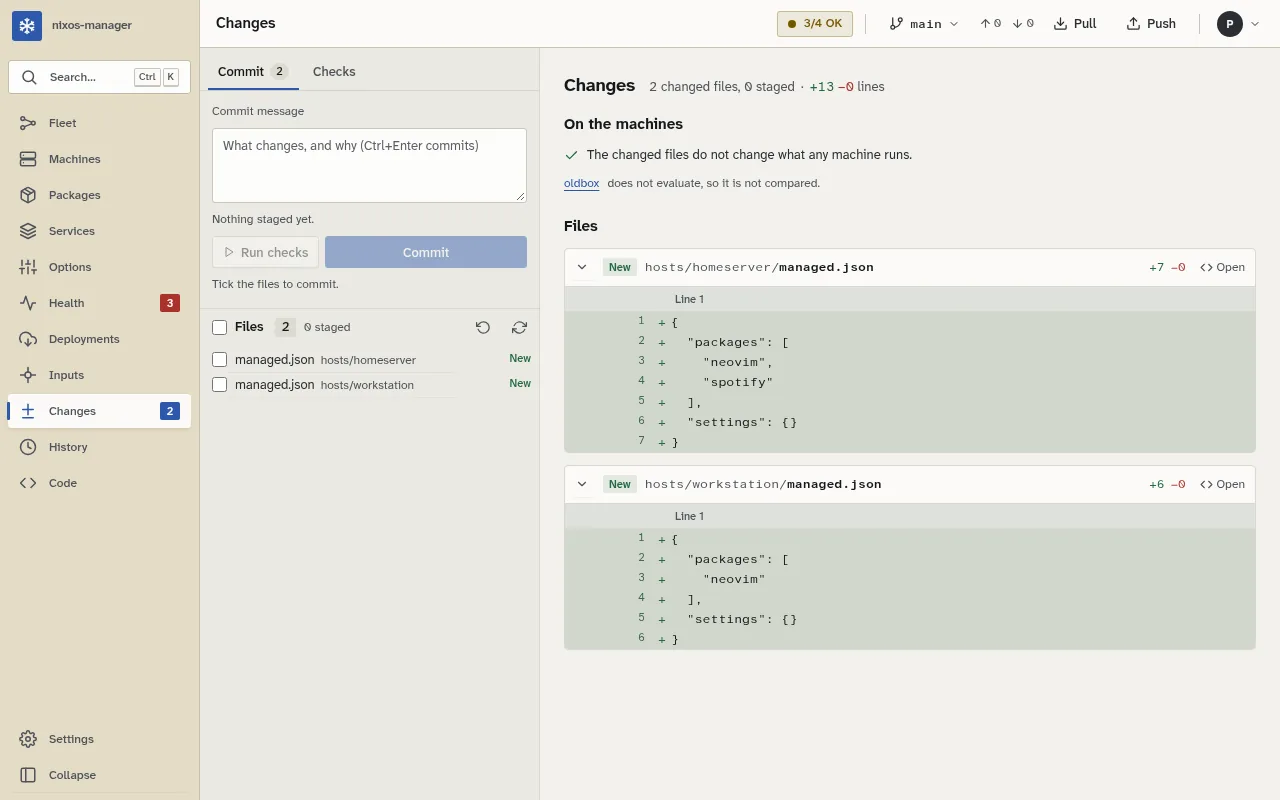 nixos-manager
Search...
Ctrl K
Fleet
Machines
Packages
Services
Options
Health 3
Deployments
Inputs
Changes 2
History
Code
Settings
Collapse
Changes
3/4 OK
main
0 0
Pull
Push
P
Commit 2
Checks
Commit message
What changes, and why (Ctrl+Enter commits)
Nothing staged yet.
Run checks
Commit
Tick the files to commit.
Files 2 0 staged
managed.json hosts/homeserver New
managed.json hosts/workstation New
Changes 2 changed files, 0 staged · +13 −0 lines
On the machines
The changed files do not change what any machine runs.
oldbox does not evaluate, so it is not compared.
Files
New hosts/homeserver/managed.json +7 −0 Open
Line 1
1 + {
2 + "packages": [
3 + "neovim",
4 + "spotify"
5 + ],
6 + "settings": {}
7 + }
New hosts/workstation/managed.json +6 −0 Open
Line 1
1 + {
2 + "packages": [
3 + "neovim"
4 + ],
5 + "settings": {}
6 + }